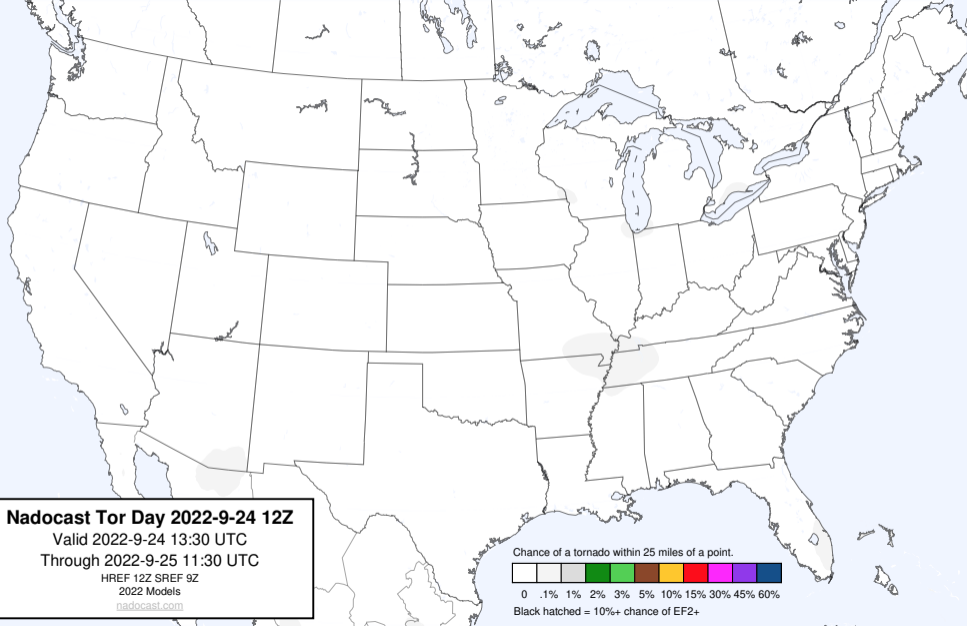 Nadocast Tor Day 2022-9-24 12Z
Valid 2022-9-24 13:30 UTC
Through 2022-9-25 11:30 UTC
HREF 12Z SREF 9Z
2022 Models
nadocast.com
Chance of a tornado within 25 miles of a point.
0 .1% 1% 2% 3% 5% 10% 15% 30% 45% 60%
Black hatched = 10%+ chance of EF2+